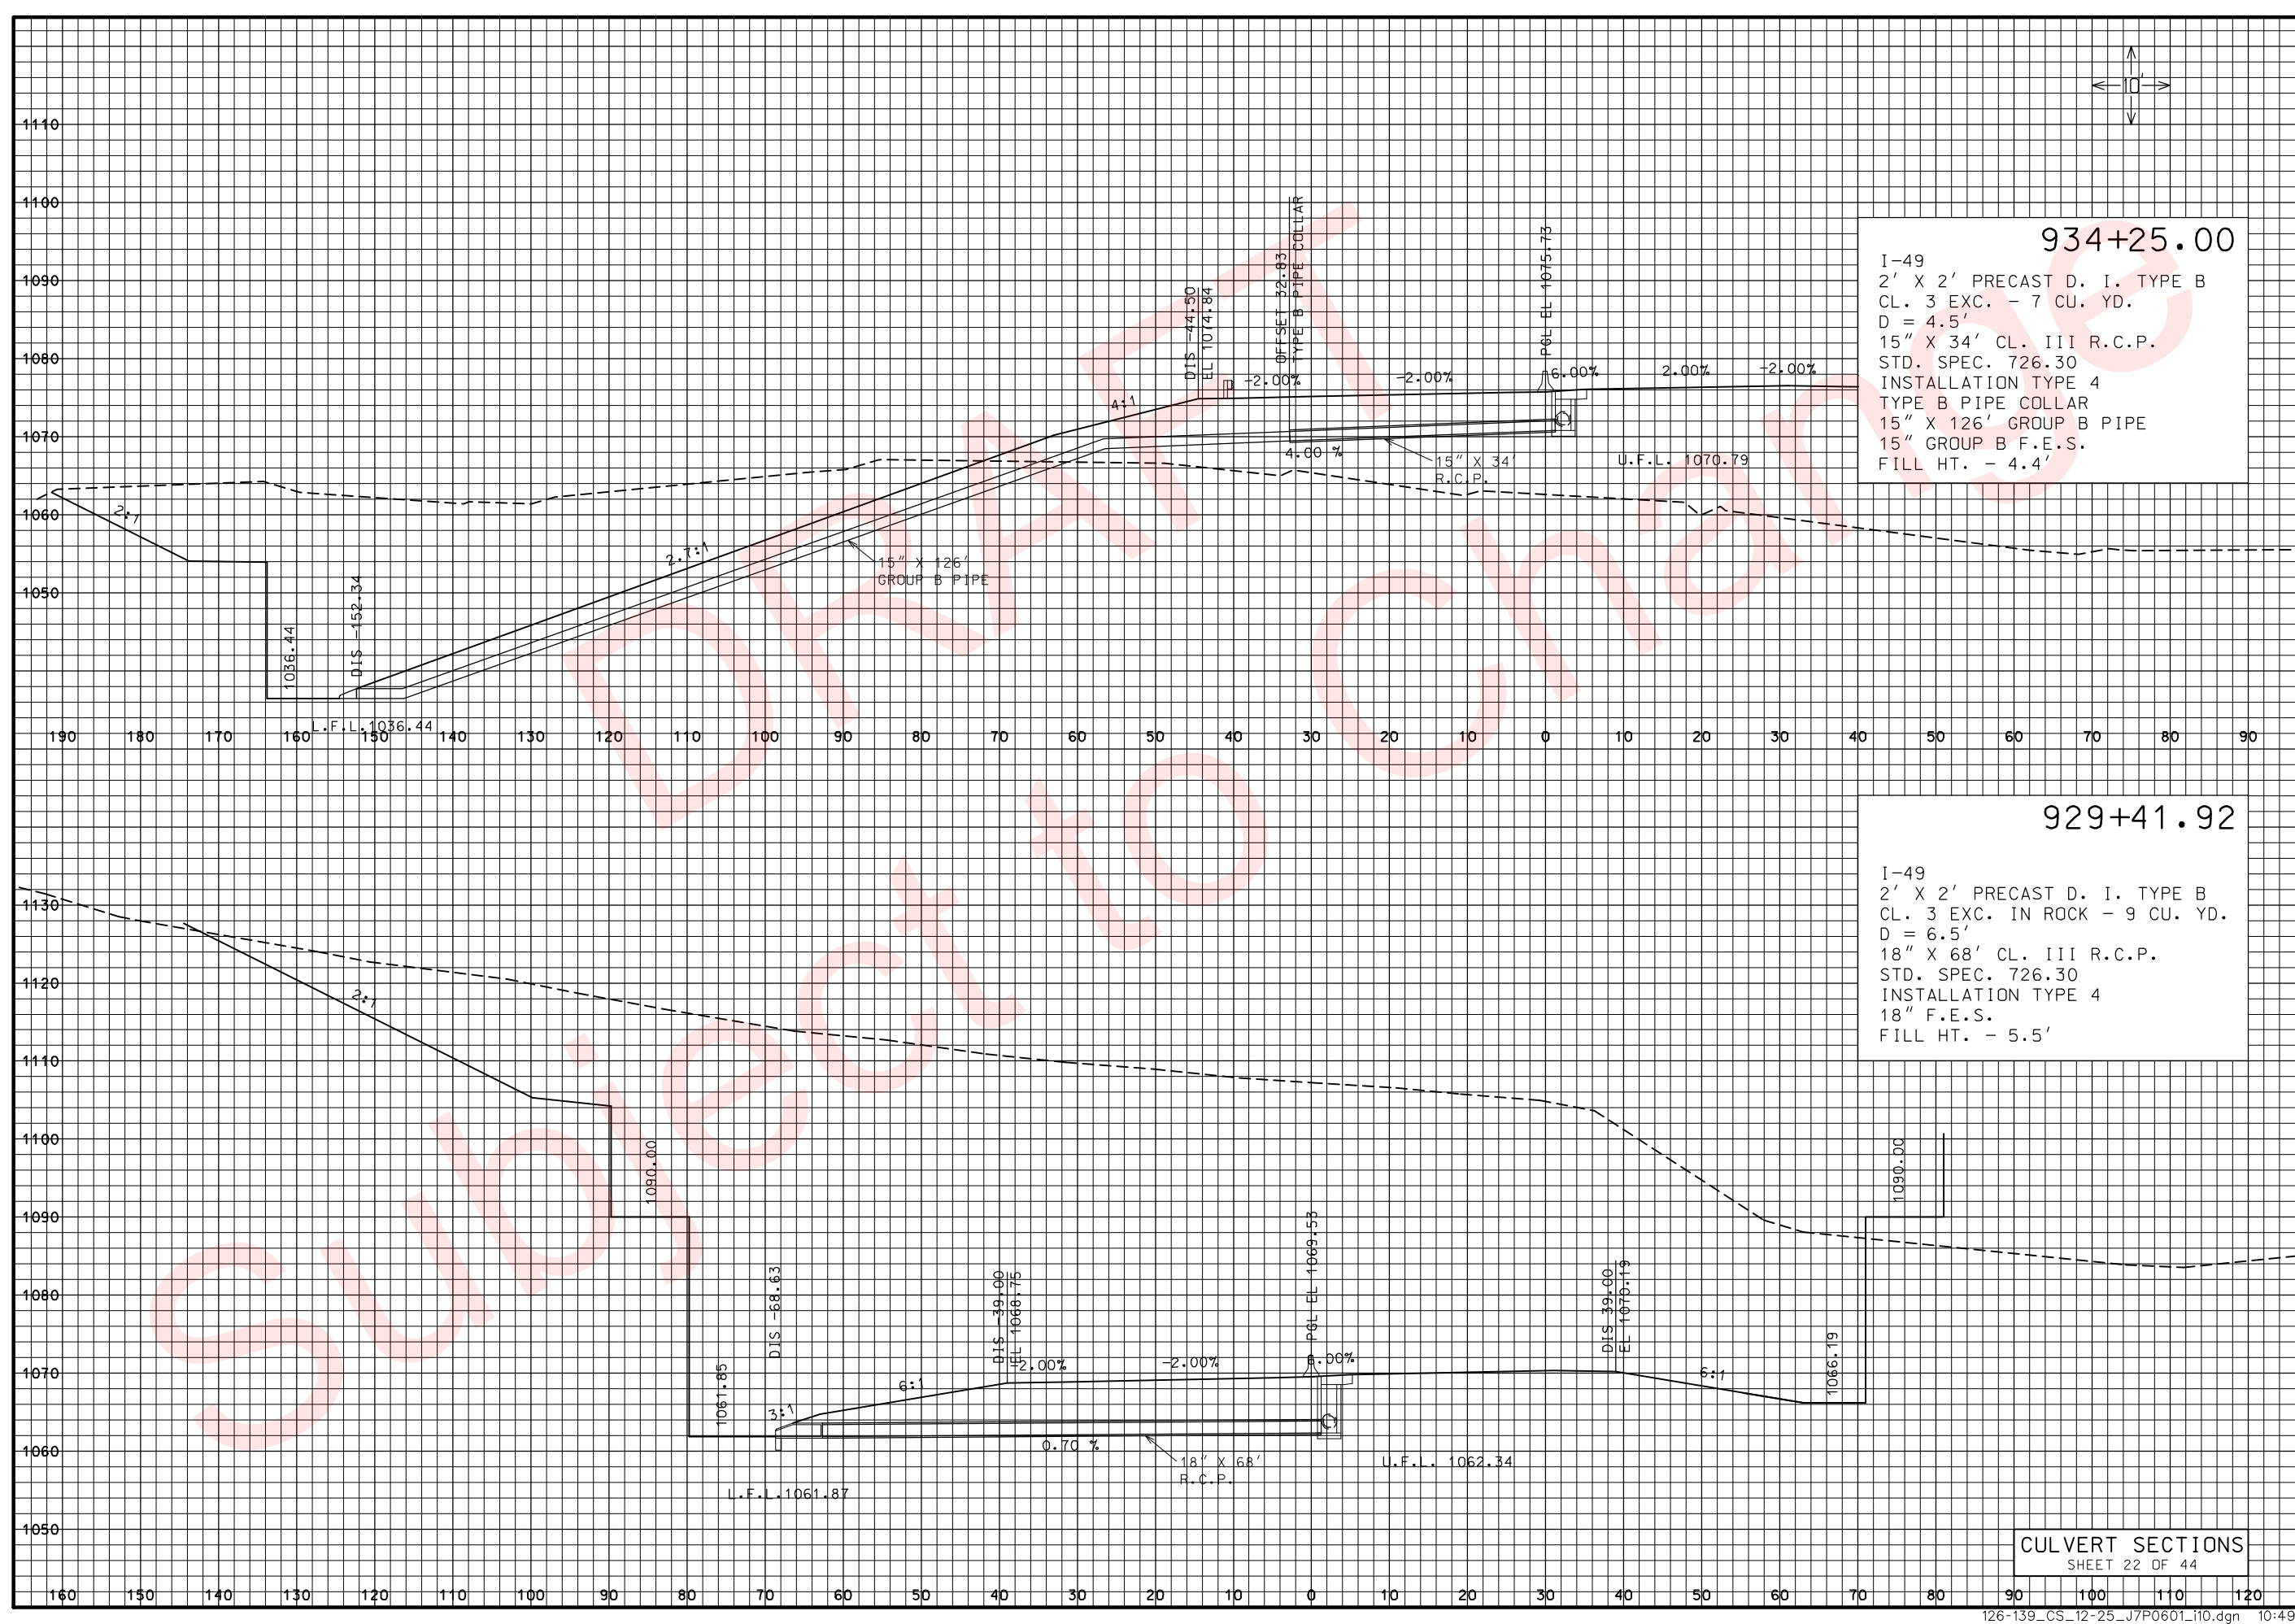 10'
1110
1100
1090
1080
1070
1060
1050
934+25.00
I-49
2' X 2' PRECAST D. I. TYPE B
CL. 3 EXC. - 7 CU. YD.
D = 4.5'
15" X 34' CL. III R.C.P.
STD. SPEC. 726.30
INSTALLATION TYPE 4
TYPE B PIPE COLLAR
15" X 126' GROUP B PIPE
15" GROUP B F.E.S.
FILL HT. - 4.4'
DIS -44.50
EL 1074.84
OFFSET 32.83
TYPE B PIPE COLLAR
PGL EL 1075.73
-2.00%
-2.00%
6.00%
2.00%
-2.00%
4:1
2.7:1
2:1
4.00 %
15" X 34'
R.C.P.
U.F.L. 1070.79
15" X 126'
GROUP B PIPE
1036.44
DIS -152.34
L.F.L.1036.44
190 180 170 160 150 140 130 120 110 100 90 80 70 60 50 40 30 20 10 0 10 20 30 40 50 60 70 80 90
DRAFT
Subject to Change
929+41.92
I-49
2' X 2' PRECAST D. I. TYPE B
CL. 3 EXC. IN ROCK - 9 CU. YD.
D = 6.5'
18" X 68' CL. III R.C.P.
STD. SPEC. 726.30
INSTALLATION TYPE 4
18" F.E.S.
FILL HT. - 5.5'
1130
1120
1110
1100
1090
1080
1070
1060
1050
2:1
1090.00
1090.00
DIS -68.63
DIS -39.00
EL 1068.75
PGL EL 1069.53
DIS 39.00
EL 1070.19
1066.19
1061.85
-2.00%
-2.00%
6.00%
6:1
6:1
3:1
0.70 %
18" X 68'
R.C.P.
U.F.L. 1062.34
L.F.L.1061.87
CULVERT SECTIONS
SHEET 22 OF 44
160 150 140 130 120 110 100 90 80 70 60 50 40 30 20 10 0 10 20 30 40 50 60 70 80 90 100 110 120
126-139_CS_12-25_J7P0601_i10.dgn 10:49